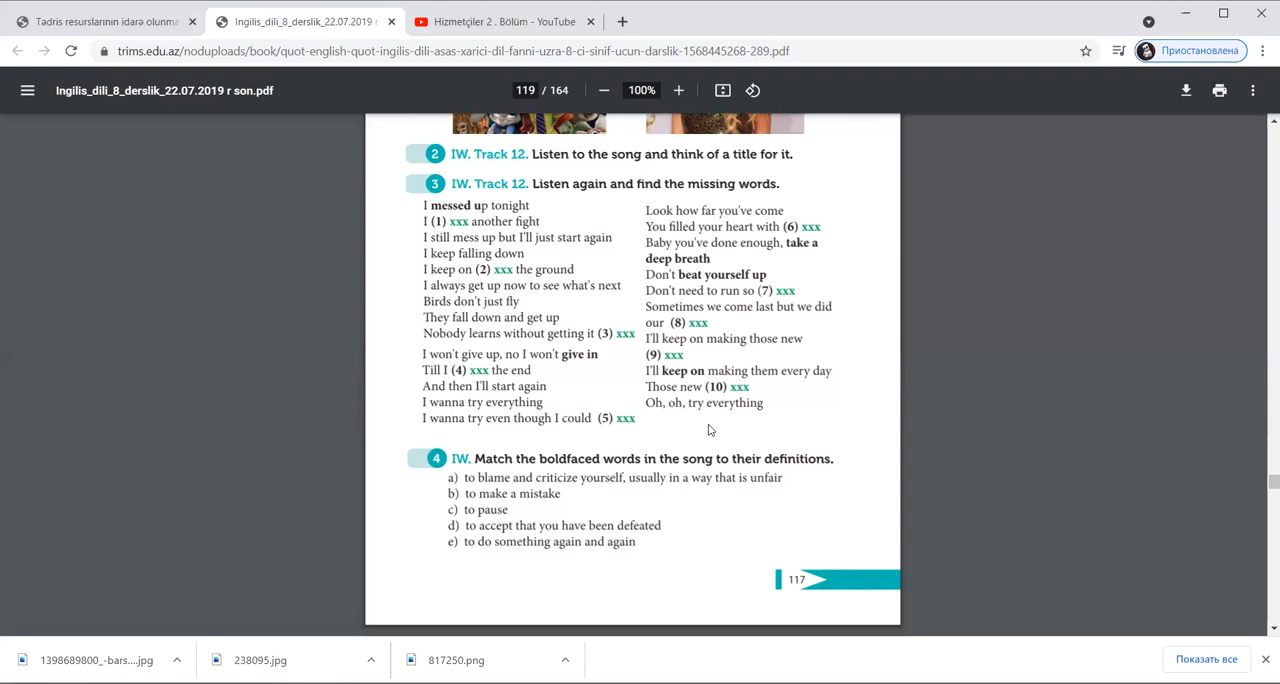 Tədris resurslarının idarə olunma
Ingilis_dili_8_derslik_22.07.2019 r
Hizmetçiler 2 . Bölüm - YouTube
trims.edu.az/noduploads/book/quot-english-quot-ingilis-dili-asas-xarici-dil-fanni-uzra-8-ci-sinif-ucun-darslik-1568445268-289.pdf
Приостановлена
Ingilis_dili_8_derslik_22.07.2019 r son.pdf
119 / 164
100%
2 IW. Track 12. Listen to the song and think of a title for it.
3 IW. Track 12. Listen again and find the missing words.
I messed up tonight
I (1) xxx another fight
I still mess up but I'll just start again
I keep falling down
I keep on (2) xxx the ground
I always get up now to see what's next
Birds don't just fly
They fall down and get up
Nobody learns without getting it (3) xxx
I won't give up, no I won't give in
Till I (4) xxx the end
And then I'll start again
I wanna try everything
I wanna try even though I could (5) xxx
Look how far you've come
You filled your heart with (6) xxx
Baby you've done enough, take a
deep breath
Don't beat yourself up
Don't need to run so (7) xxx
Sometimes we come last but we did
our (8) xxx
I'll keep on making those new
(9) xxx
I'll keep on making them every day
Those new (10) xxx
Oh, oh, try everything
4 IW. Match the boldfaced words in the song to their definitions.
a) to blame and criticize yourself, usually in a way that is unfair
b) to make a mistake
c) to pause
d) to accept that you have been defeated
e) to do something again and again
117
1398689800_-bars....jpg
238095.jpg
817250.png
Показать все